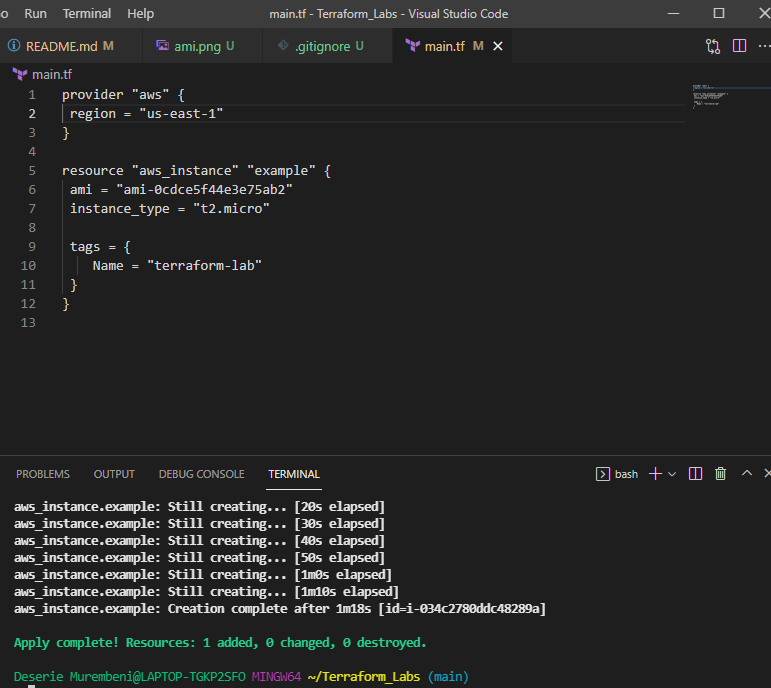 o Run Terminal Help main.tf - Terraform_Labs - Visual Studio Code
README.md M ami.png U .gitignore U main.tf M
main.tf
1 provider "aws" {
2 region = "us-east-1"
3 }
4
5 resource "aws_instance" "example" {
6 ami = "ami-0cdce5f44e3e75ab2"
7 instance_type = "t2.micro"
8
9 tags = {
10 Name = "terraform-lab"
11 }
12 }
13
PROBLEMS OUTPUT DEBUG CONSOLE TERMINAL bash
aws_instance.example: Still creating... [20s elapsed]
aws_instance.example: Still creating... [30s elapsed]
aws_instance.example: Still creating... [40s elapsed]
aws_instance.example: Still creating... [50s elapsed]
aws_instance.example: Still creating... [1m0s elapsed]
aws_instance.example: Still creating... [1m10s elapsed]
aws_instance.example: Creation complete after 1m18s [id=i-034c2780ddc48289a]
Apply complete! Resources: 1 added, 0 changed, 0 destroyed.
Deserie Murembeni@LAPTOP-TGKP2SFO MINGW64 ~/Terraform_Labs (main)